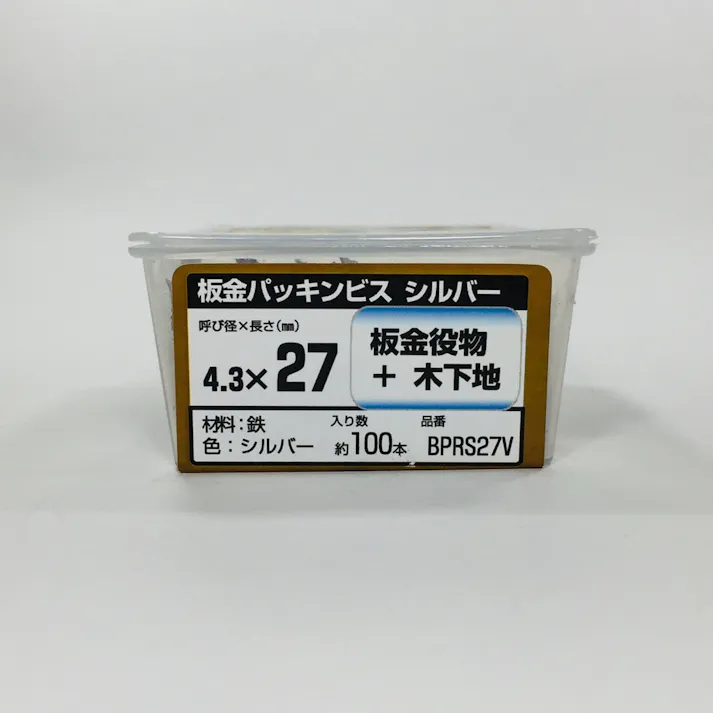 板金パッキンビス シルバー
呼び径×長さ(㎜)
4.3×27
板金役物
+ 木下地
材料:鉄
色:シルバー
入り数
約100本
品番
BPRS27V